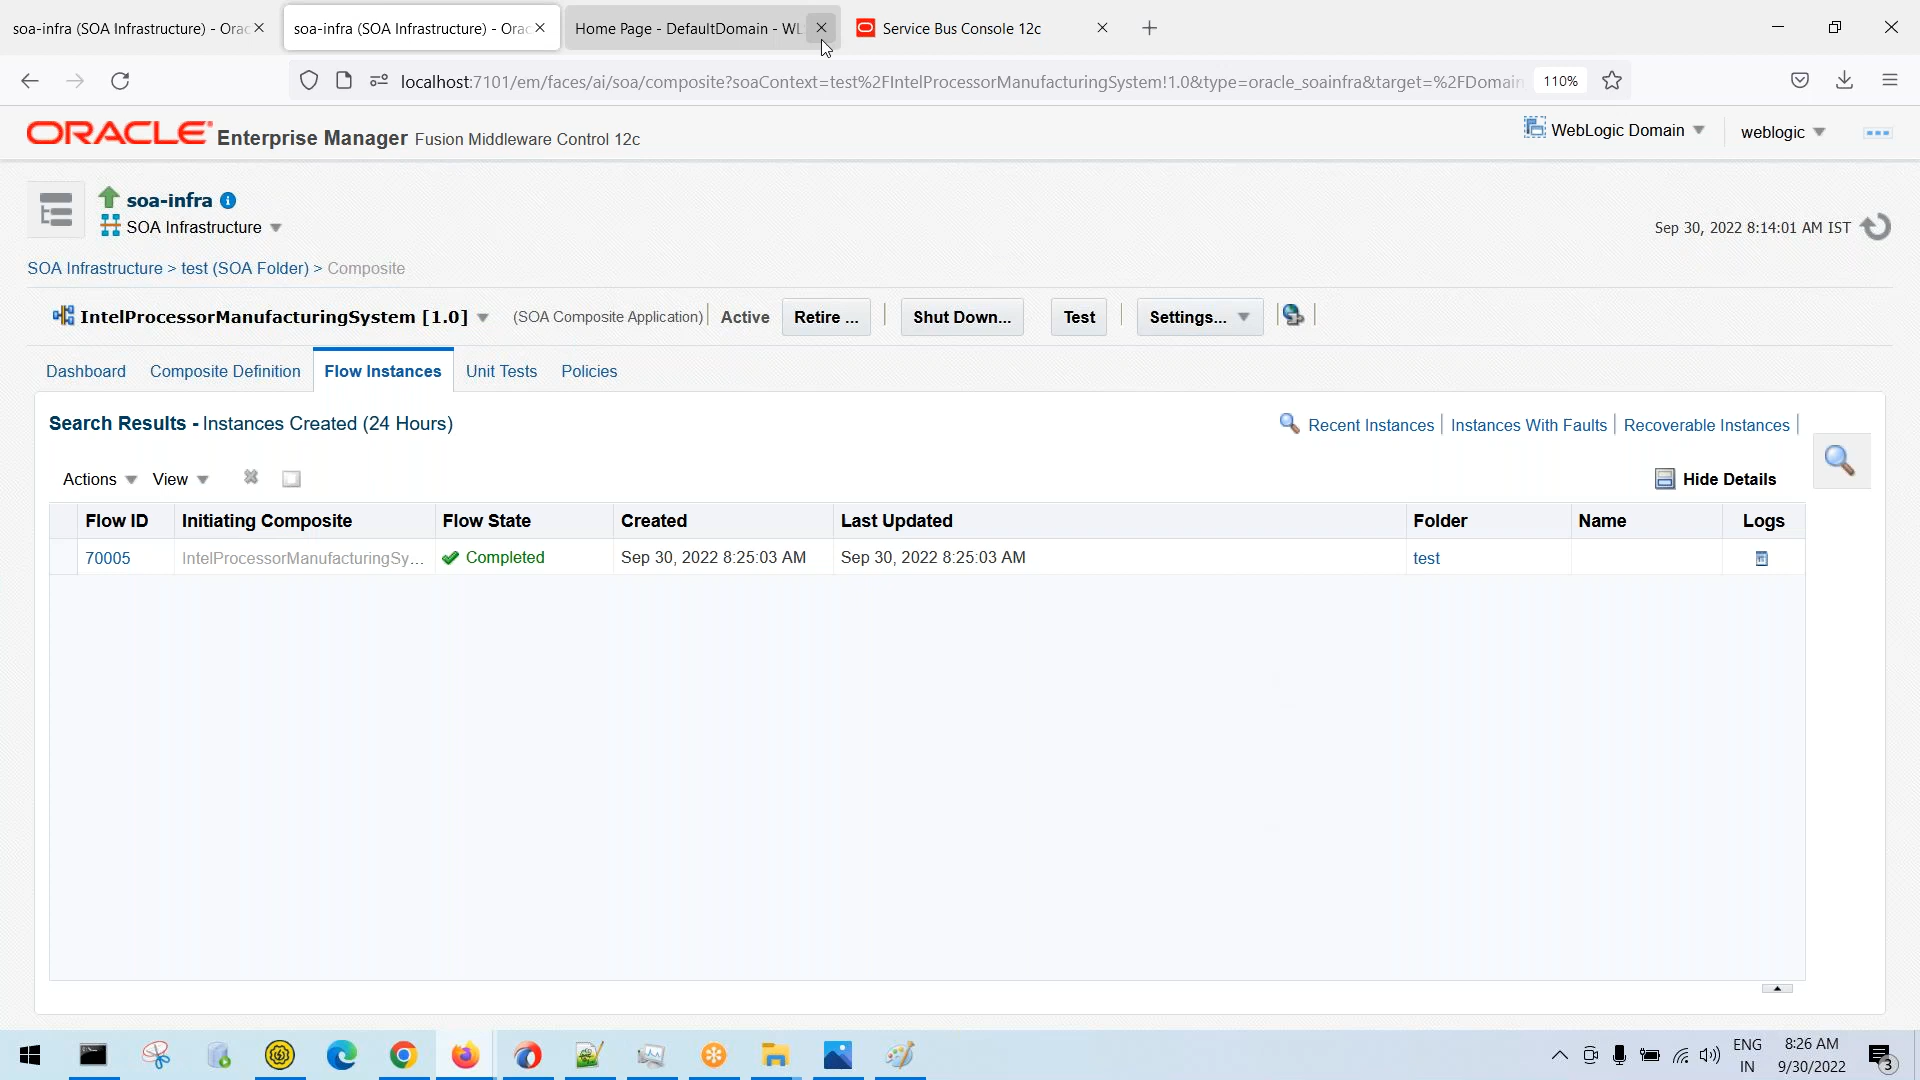 soa-infra (SOA Infrastructure) - Orac
soa-infra (SOA Infrastructure) - Orac
Home Page - DefaultDomain - WL
Service Bus Console 12c
localhost:7101/em/faces/ai/soa/composite?soaContext=test%2FIntelProcessorManufacturingSystem!1.0&type=oracle_soainfra&target=%2FDomain
110%
ORACLE Enterprise Manager Fusion Middleware Control 12c
WebLogic Domain
weblogic
soa-infra
SOA Infrastructure
Sep 30, 2022 8:14:01 AM IST
SOA Infrastructure > test (SOA Folder) > Composite
IntelProcessorManufacturingSystem [1.0]
(SOA Composite Application)
Active
Retire ...
Shut Down...
Test
Settings...
Dashboard
Composite Definition
Flow Instances
Unit Tests
Policies
Search Results - Instances Created (24 Hours)
Recent Instances
Instances With Faults
Recoverable Instances
Actions
View
Hide Details
Flow ID
Initiating Composite
Flow State
Created
Last Updated
Folder
Name
Logs
70005
IntelProcessorManufacturingSy...
Completed
Sep 30, 2022 8:25:03 AM
Sep 30, 2022 8:25:03 AM
test
ENG
IN
8:26 AM
9/30/2022
3